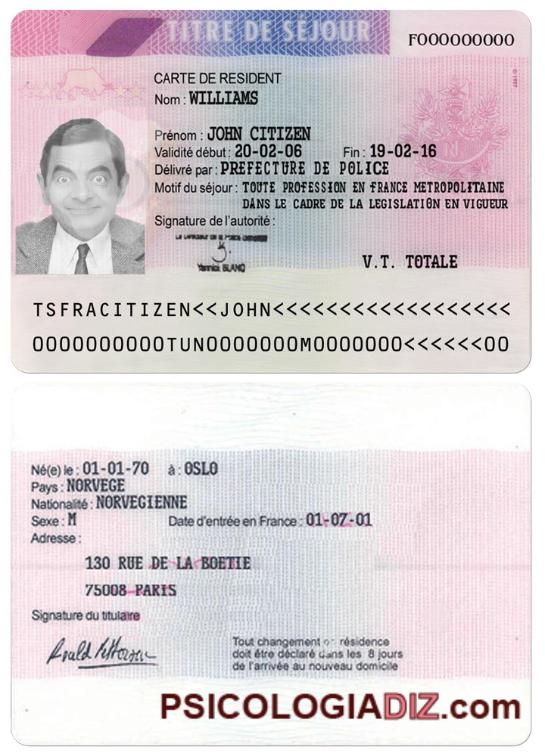 TITRE DE SÉJOUR
F000000000
CARTE DE RESIDENT
Nom : WILLIAMS
Prénom : JOHN CITIZEN
Validité début : 20-02-06 Fin : 19-02-16
Délivré par : PREFECTURE DE POLICE
Motif du séjour : TOUTE PROFESSION EN FRANCE METROPOLITAINE
DANS LE CADRE DE LA LEGISLATION EN VIGUEUR
Signature de l'autorité :
Yannick BLANC
V.T. TOTALE
TSFRACITIZEN<<JOHN<<<<<<<<<<<<<<<<<<
0000000000TUN0000000M0000000<<<<<<00
Né(e) le : 01-01-70 à : OSLO
Pays : NORVEGE
Nationalité : NORVEGIENNE
Sexe : M Date d'entrée en France : 01-07-01
Adresse :
130 RUE DE LA BOETIE
75008 PARIS
Signature du titulaire
Tout changement de résidence
doit être déclaré dans les 8 jours
de l'arrivée au nouveau domicile
PSICOLOGIADIZ.com